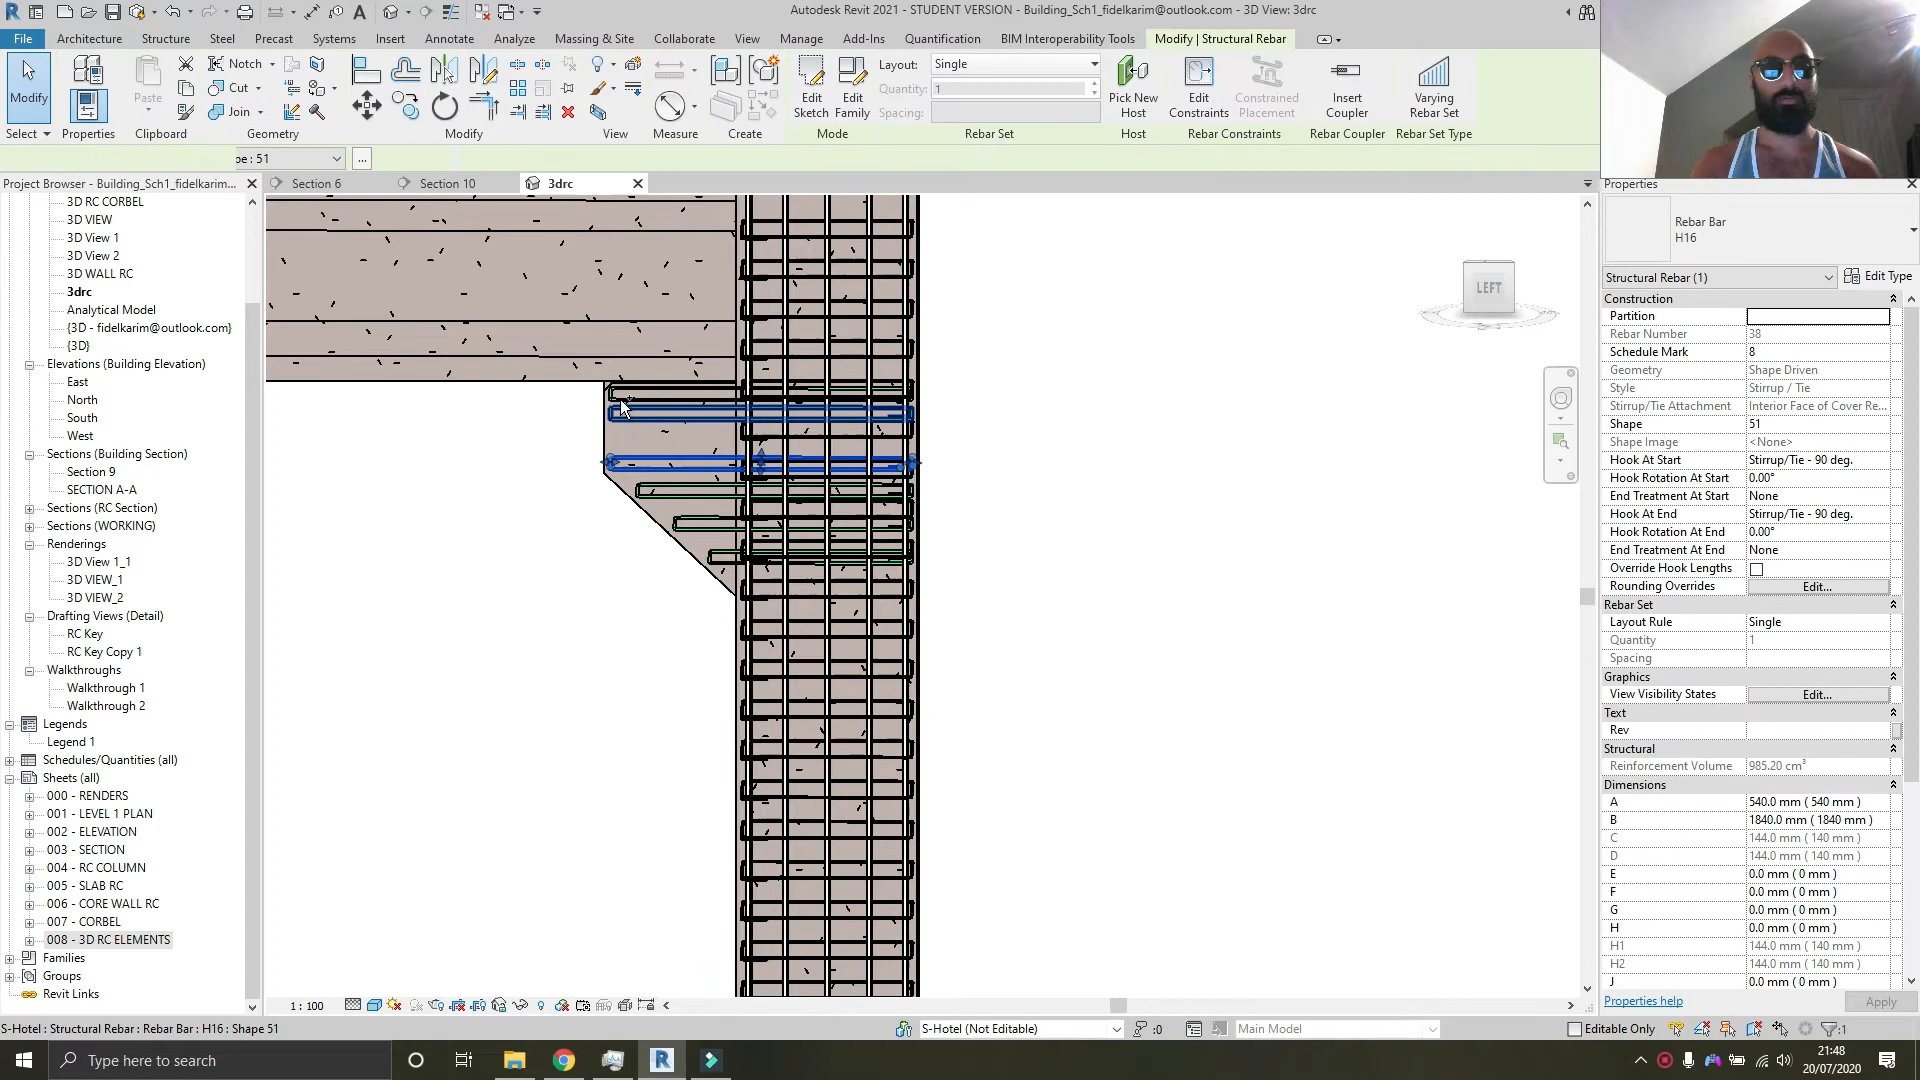 Autodesk Revit 2021 - STUDENT VERSION - Building_Sch1_fidelkarim@outlook.com - 3D View: 3drc
File Architecture Structure Steel Precast Systems Insert Annotate Analyze Massing & Site Collaborate View Manage Add-Ins Quantification BIM Interoperability Tools Modify | Structural Rebar
Modify
Paste
Notch
Cut
Join
Edit Sketch
Edit Family
Layout: Single
Quantity: 1
Spacing:
Pick New Host
Edit Constraints
Constrained Placement
Insert Coupler
Varying Rebar Set
Select Properties Clipboard Geometry Modify View Measure Create Mode Rebar Set Host Rebar Constraints Rebar Coupler Rebar Set Type
pe : 51
...
Project Browser - Building_Sch1_fidelkarim...
Section 6
Section 10
3drc
3D RC CORBEL
3D VIEW
3D View 1
3D View 2
3D WALL RC
3drc
Analytical Model
{3D - fidelkarim@outlook.com}
{3D}
Elevations (Building Elevation)
East
North
South
West
Sections (Building Section)
Section 9
SECTION A-A
Sections (RC Section)
Sections (WORKING)
Renderings
3D View 1_1
3D VIEW_1
3D VIEW_2
Drafting Views (Detail)
RC Key
RC Key Copy 1
Walkthroughs
Walkthrough 1
Walkthrough 2
Legends
Legend 1
Schedules/Quantities (all)
Sheets (all)
000 - RENDERS
001 - LEVEL 1 PLAN
002 - ELEVATION
003 - SECTION
004 - RC COLUMN
005 - SLAB RC
006 - CORE WALL RC
007 - CORBEL
008 - 3D RC ELEMENTS
Families
Groups
Revit Links
LEFT
1 : 100
Properties
Rebar Bar
H16
Structural Rebar (1)
Edit Type
Construction
Partition
Rebar Number 38
Schedule Mark 8
Geometry Shape Driven
Style Stirrup / Tie
Stirrup/Tie Attachment Interior Face of Cover Re...
Shape 51
Shape Image <None>
Hook At Start Stirrup/Tie - 90 deg.
Hook Rotation At Start 0.00°
End Treatment At Start None
Hook At End Stirrup/Tie - 90 deg.
Hook Rotation At End 0.00°
End Treatment At End None
Override Hook Lengths
Rounding Overrides Edit...
Rebar Set
Layout Rule Single
Quantity 1
Spacing
Graphics
View Visibility States Edit...
Text
Rev
Structural
Reinforcement Volume 985.20 cm³
Dimensions
A 540.0 mm ( 540 mm )
B 1840.0 mm ( 1840 mm )
C 144.0 mm ( 140 mm )
D 144.0 mm ( 140 mm )
E 0.0 mm ( 0 mm )
F 0.0 mm ( 0 mm )
G 0.0 mm ( 0 mm )
H 0.0 mm ( 0 mm )
H1 144.0 mm ( 140 mm )
H2 144.0 mm ( 140 mm )
J 0.0 mm ( 0 mm )
Properties help
Apply
S-Hotel : Structural Rebar : Rebar Bar : H16 : Shape 51
S-Hotel (Not Editable)
:0
Main Model
Editable Only
:1
Type here to search
21:48
20/07/2020